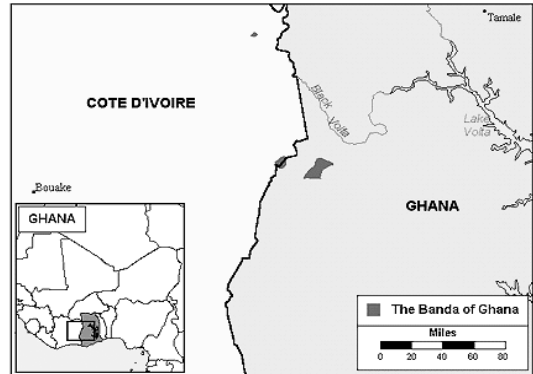 Tamale
COTE D'IVOIRE
Black
Volta
Lake
Volta
Bouake
GHANA
GHANA
The Banda of Ghana
Miles
0 20 40 60 80